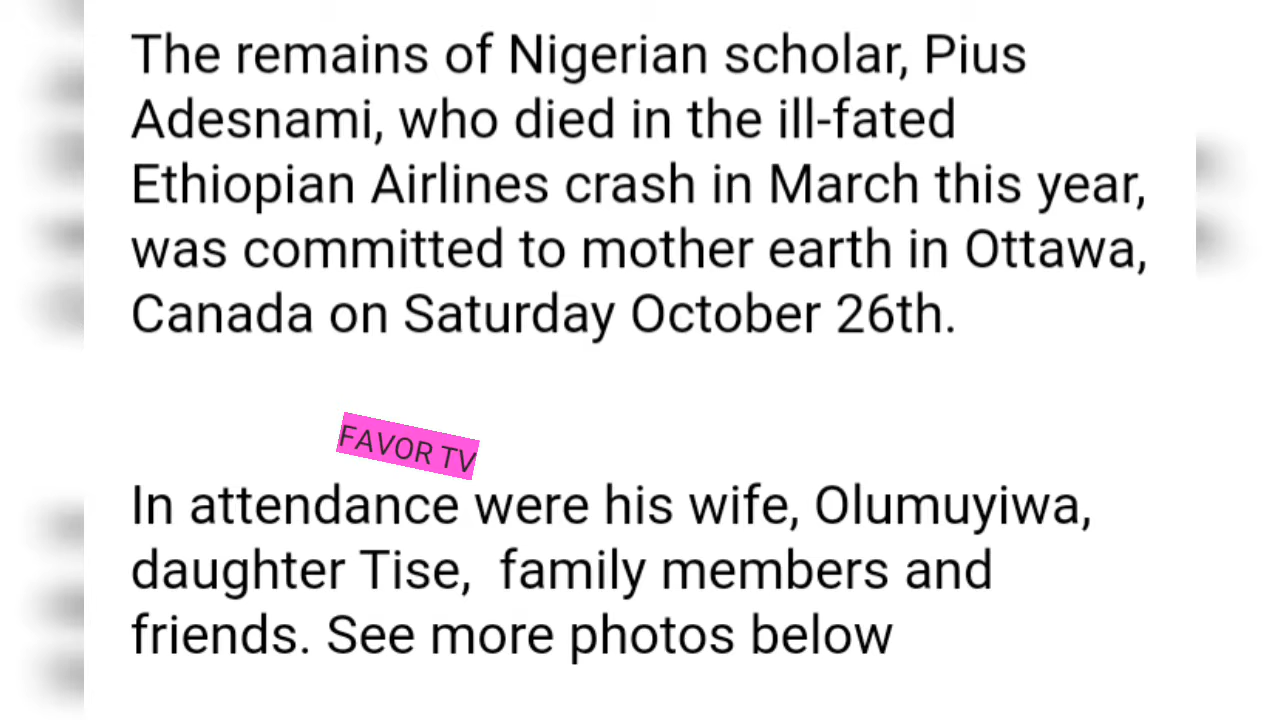 The remains of Nigerian scholar, Pius
Adesnami, who died in the ill-fated
Ethiopian Airlines crash in March this year,
was committed to mother earth in Ottawa,
Canada on Saturday October 26th.
FAVOR TV
In attendance were his wife, Olumuyiwa,
daughter Tise,  family members and
friends. See more photos below